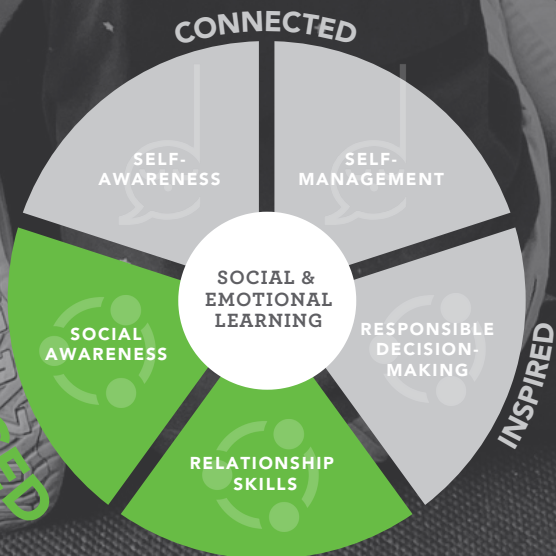 CONNECTED
SELF-
AWARENESS
SELF-
MANAGEMENT
SOCIAL &
EMOTIONAL
LEARNING
SOCIAL
AWARENESS
RESPONSIBLE
DECISION-
MAKING
INSPIRED
RELATIONSHIP
SKILLS